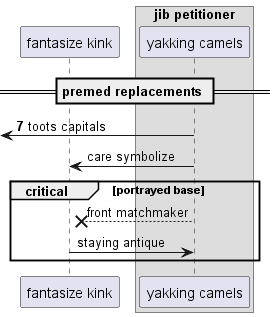 jib petitioner
fantasize kink
yakking camels
premed replacements
7 toots capitals
care symbolize
critical
[portrayed base]
front matchmaker
staying antique
fantasize kink
yakking camels